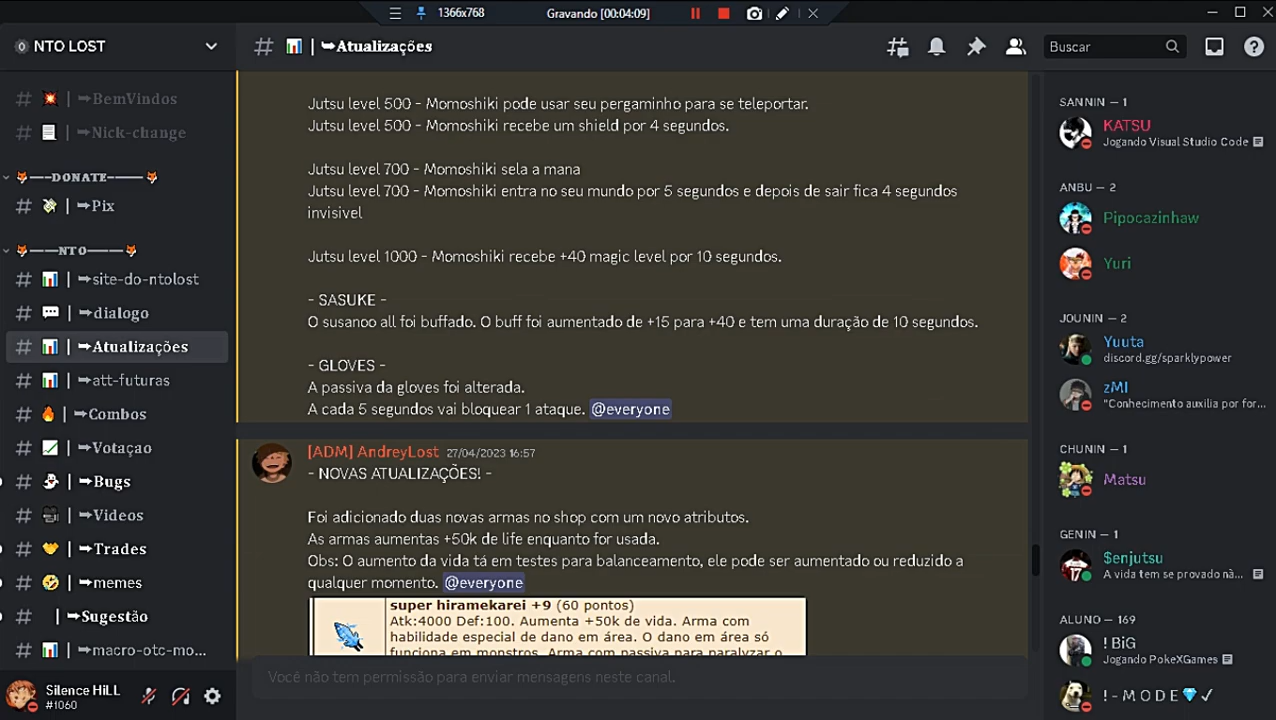 1366x768
Gravando [00:04:09]
NTO LOST
# | ➥Atualizações
Buscar
# | ➥BemVindos
# | ➥Nick-change
——DONATE——
# | ➥Pix
——NTO——
# | ➥site-do-ntolost
# | ➥dialogo
# | ➥Atualizações
# | ➥att-futuras
# | ➥Combos
# | ➥Votaçao
# | ➥Bugs
# | ➥Videos
# | ➥Trades
# | ➥memes
# | ➥Sugestão
# | ➥macro-otc-mo...
Silence HiLL
#1060
Jutsu level 500 - Momoshiki pode usar seu pergaminho para se teleportar.
Jutsu level 500 - Momoshiki recebe um shield por 4 segundos.
Jutsu level 700 - Momoshiki sela a mana
Jutsu level 700 - Momoshiki entra no seu mundo por 5 segundos e depois de sair fica 4 segundos
invisivel
Jutsu level 1000 - Momoshiki recebe +40 magic level por 10 segundos.
- SASUKE -
O susanoo all foi buffado. O buff foi aumentado de +15 para +40 e tem uma duração de 10 segundos.
- GLOVES -
A passiva da gloves foi alterada.
A cada 5 segundos vai bloquear 1 ataque. @everyone
[ADM] AndreyLost 27/04/2023 16:57
- NOVAS ATUALIZAÇÕES! -
Foi adicionado duas novas armas no shop com um novo atributos.
As armas aumentas +50k de life enquanto for usada.
Obs: O aumento da vida tá em testes para balanceamento, ele pode ser aumentado ou reduzido a
qualquer momento. @everyone
super hiramekarei +9 (60 pontos)
Atk:4000 Def:100. Aumenta +50k de vida. Arma com
habilidade especial de dano em área. O dano em área só
funciona em monstros. Arma com passiva para paralyzar o
Você não tem permissão para enviar mensagens neste canal.
SANNIN — 1
KATSU
Jogando Visual Studio Code
ANBU — 2
Pipocazinhaw
Yuri
JOUNIN — 2
Yuuta
discord.gg/sparklypower
zMI
"Conhecimento auxilia por for...
CHUNIN — 1
Matsu
GENIN — 1
$enjutsu
A vida tem se provado nà...
ALUNO — 169
! BiG
Jogando PokeXGames
! - M O D E 💎 ✓